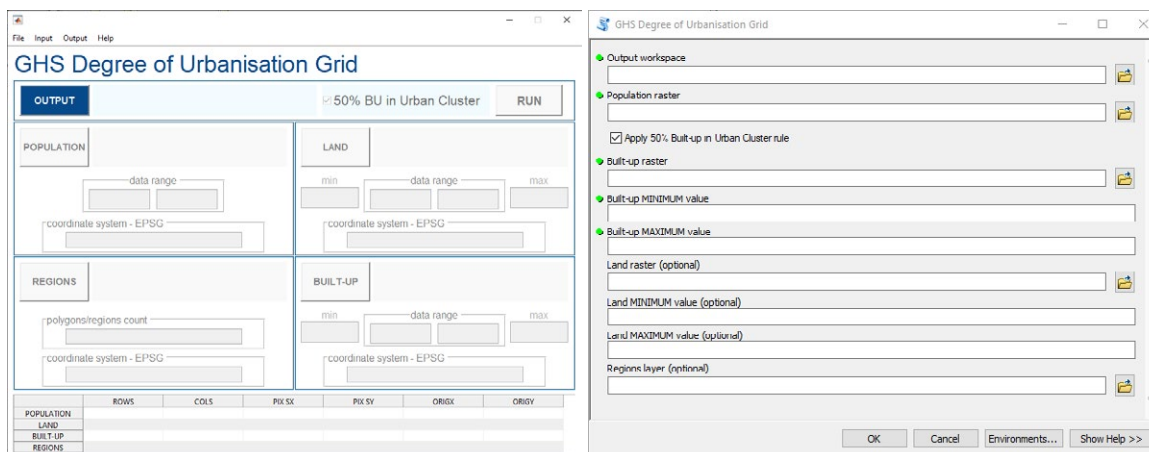 File Input Output Help
GHS Degree of Urbanisation Grid
OUTPUT
50% BU in Urban Cluster
RUN
POPULATION
data range
coordinate system - EPSG
LAND
min
data range
max
coordinate system - EPSG
REGIONS
polygons/regions count
coordinate system - EPSG
BUILT-UP
min
data range
max
coordinate system - EPSG
ROWS COLS PIX SX PIX SY ORIGX ORIGY
POPULATION
LAND
BUILT-UP
REGIONS
GHS Degree of Urbanisation Grid
Output workspace
Population raster
Apply 50% Built-up in Urban Cluster rule
Built-up raster
Built-up MINIMUM value
Built-up MAXIMUM value
Land raster (optional)
Land MINIMUM value (optional)
Land MAXIMUM value (optional)
Regions layer (optional)
OK Cancel Environments... Show Help >>